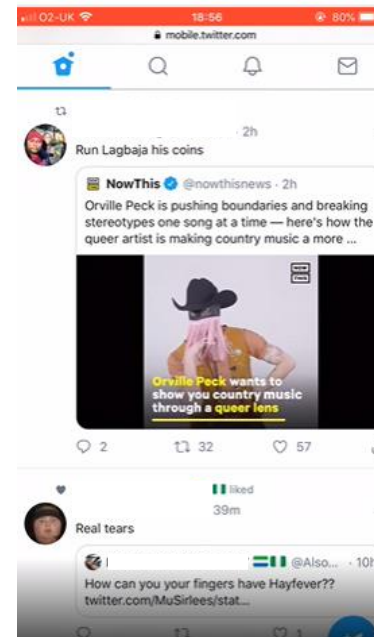 O2-UK 18:56 80%
mobile.twitter.com
2h
Run Lagbaja his coins
NowThis @nowthisnews · 2h
Orville Peck is pushing boundaries and breaking
stereotypes one song at a time — here's how the
queer artist is making country music a more ...
NOW
THIS
Orville Peck wants to
show you country music
through a queer lens
2 32 57
liked
39m
Real tears
@Also... · 10h
How can you your fingers have Hayfever??
twitter.com/MuSirlees/stat...
1